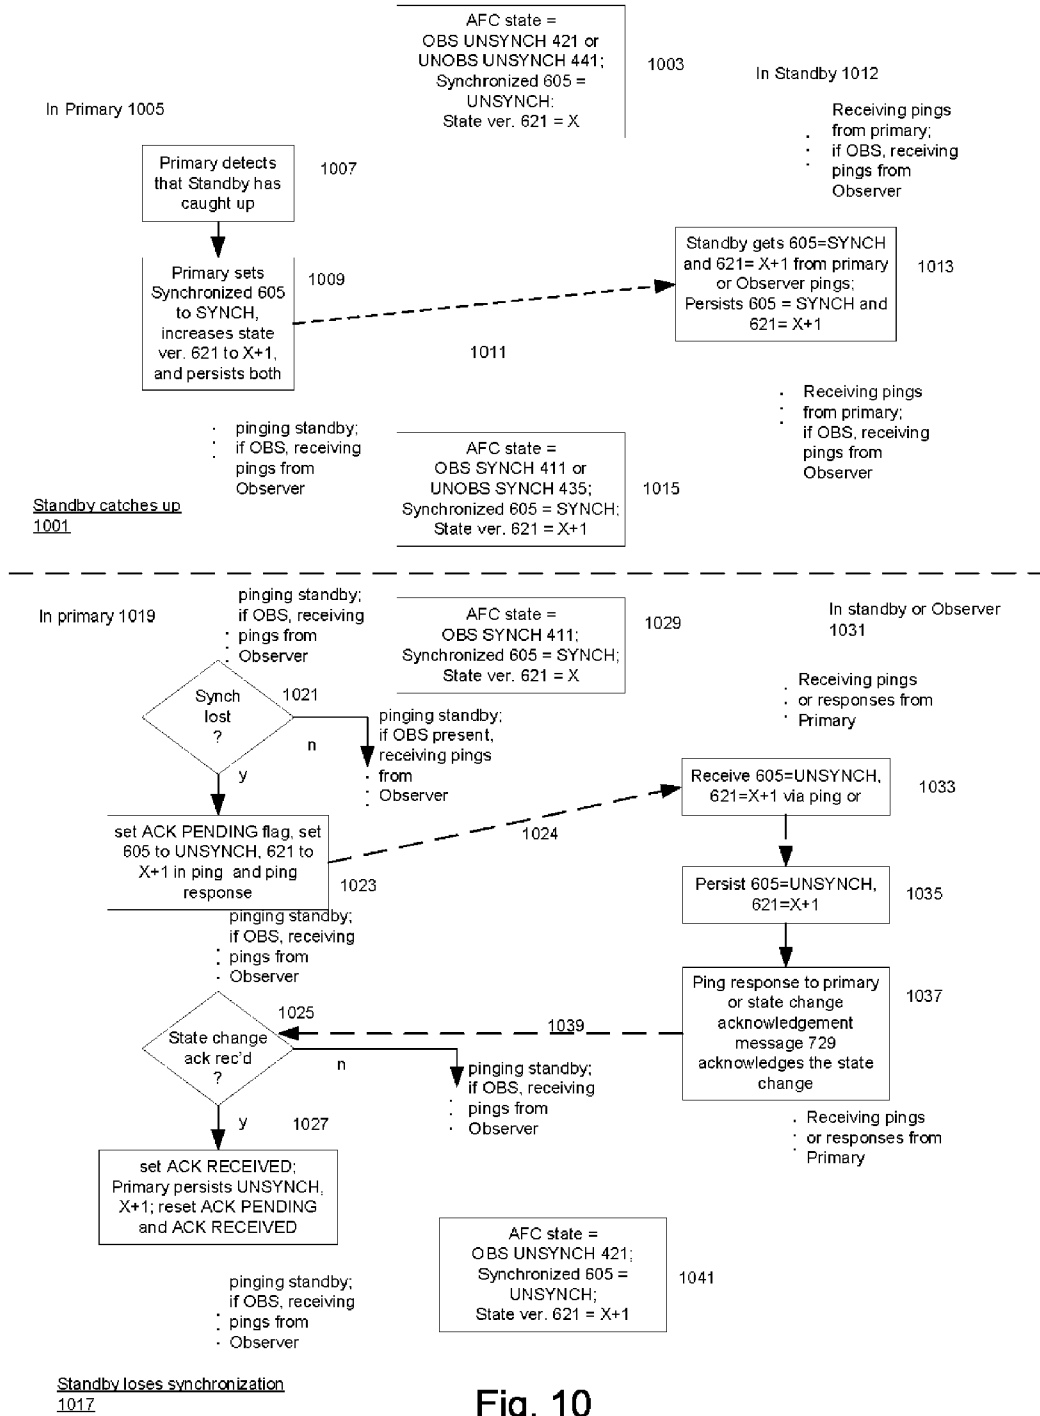 AFC state =
OBS UNSYNCH 421 or
UNOBS UNSYNCH 441;
Synchronized 605 =
UNSYNCH:
State ver. 621 = X
1003
In Standby 1012
In Primary 1005
Receiving pings
from primary;
if OBS, receiving
pings from
Observer
Primary detects
that Standby has
caught up
1007
Primary sets
Synchronized 605
to SYNCH,
increases state
ver. 621 to X+1,
and persists both
1009
1011
Standby gets 605=SYNCH
and 621= X+1 from primary
or Observer pings;
Persists 605 = SYNCH and
621= X+1
1013
Receiving pings
from primary;
if OBS, receiving
pings from
Observer
pinging standby;
if OBS, receiving
pings from
Observer
AFC state =
OBS SYNCH 411 or
UNOBS SYNCH 435;
Synchronized 605 = SYNCH;
State ver. 621 = X+1
1015
Standby catches up
1001
In primary 1019
pinging standby;
if OBS, receiving
pings from
Observer
AFC state =
OBS SYNCH 411;
Synchronized 605 = SYNCH;
State ver. 621 = X
1029
In standby or Observer
1031
Synch
lost
?
1021
n
y
pinging standby;
if OBS present,
receiving pings
from
Observer
Receiving pings
or responses from
Primary
set ACK PENDING flag, set
605 to UNSYNCH, 621 to
X+1 in ping and ping
response
1023
1024
Receive 605=UNSYNCH,
621=X+1 via ping or
1033
Persist 605=UNSYNCH,
621=X+1
1035
pinging standby;
if OBS, receiving
pings from
Observer
Ping response to primary
or state change
acknowledgement
message 729
acknowledges the state
change
1037
State change
ack rec'd
?
1025
1039
n
y
pinging standby;
if OBS, receiving
pings from
Observer
Receiving pings
or responses from
Primary
1027
set ACK RECEIVED;
Primary persists UNSYNCH,
X+1; reset ACK PENDING
and ACK RECEIVED
AFC state =
OBS UNSYNCH 421;
Synchronized 605 =
UNSYNCH;
State ver. 621 = X+1
1041
pinging standby;
if OBS, receiving
pings from
Observer
Standby loses synchronization
1017
Fig. 10